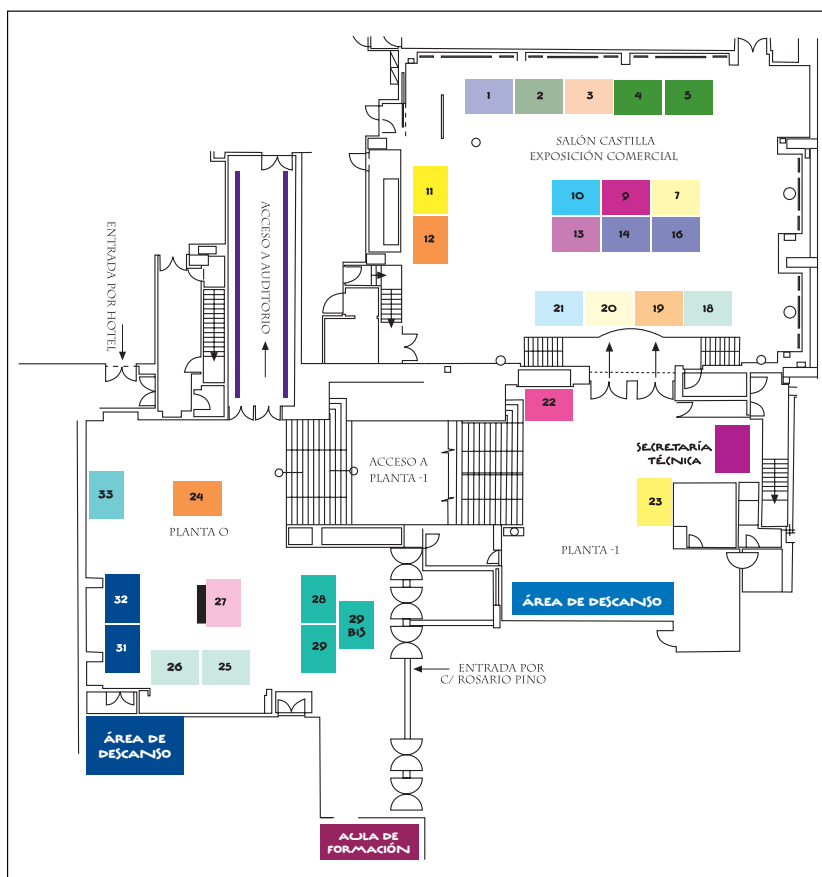 1
2
3
4
5
SALÓN CASTILLA
EXPOSICIÓN COMERCIAL
11
12
10
9
7
13
14
16
ACCESO A AUDITORIO
ENTRADA POR HOTEL
21
20
19
18
22
SECRETARÍA
TÉCNICA
ACCESO A
PLANTA -1
33
24
23
PLANTA 0
PLANTA -1
32
27
28
29
BIS
ÁREA DE DESCANSO
31
29
26
25
ENTRADA POR
C/ ROSARIO PINO
ÁREA DE
DESCANSO
AULA DE
FORMACIÓN